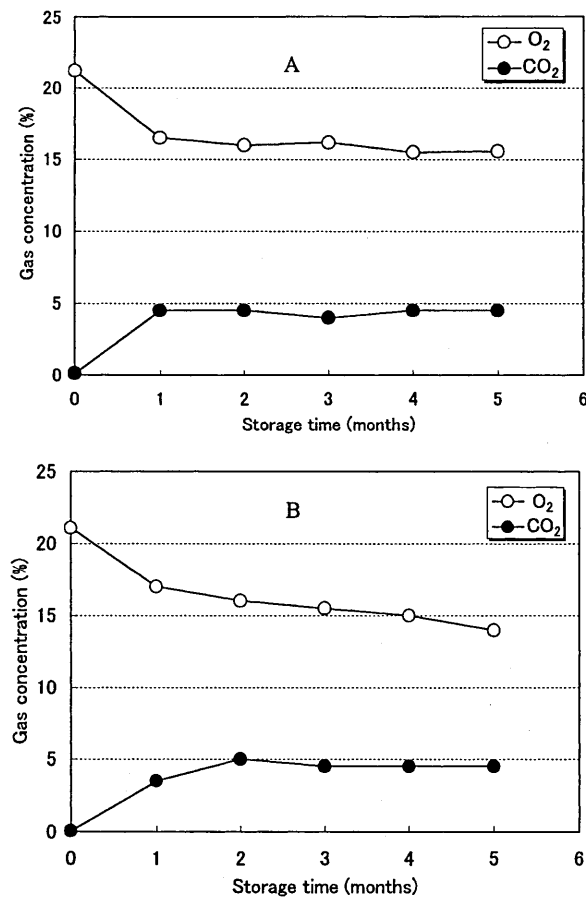 25
A
O₂
CO₂
20
15
10
5
0
Gas concentration (%)
0 1 2 3 4 5 6
Storage time (months)
25
B
O₂
CO₂
20
15
10
5
0
Gas concentration (%)
0 1 2 3 4 5 6
Storage time (months)